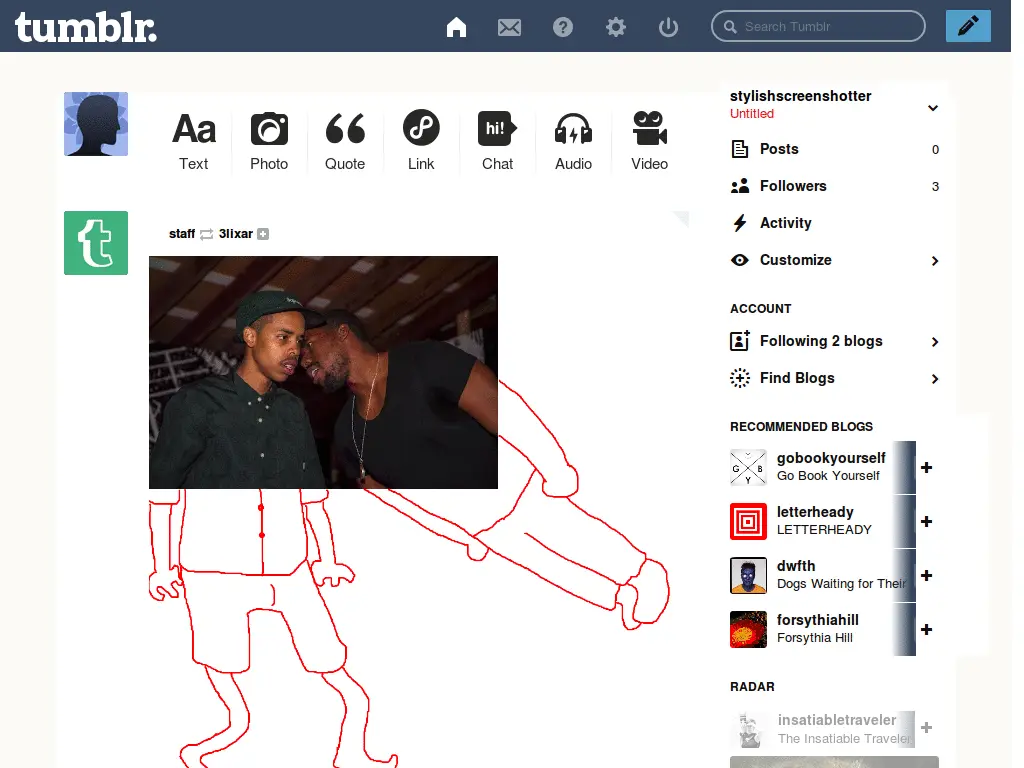 tumblr.
Search Tumblr
Aa
hi!
Text
Photo
Quote
Link
Chat
Audio
Video
staff 3lixar
stylishscreenshotter
Untitled
Posts 0
Followers 3
Activity
Customize
ACCOUNT
Following 2 blogs
Find Blogs
RECOMMENDED BLOGS
G B
Y
gobookyourself
Go Book Yourself
letterheady
LETTERHEADY
dwfth
Dogs Waiting for Their
forsythiahill
Forsythia Hill
RADAR
insatiabletraveler
The Insatiable Traveler